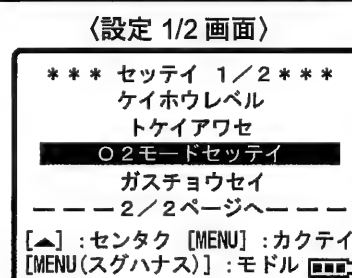 〈設定 1/2 画面〉
＊＊＊ セッテイ 1／2＊＊＊
ケイホウレベル
トケイアワセ
O2モードセッテイ
ガスチョウセイ
ーーー2／2ページへーーー
[▲]：センタク [MENU]：カクテイ
[MENU(スグハナス)]：モドル